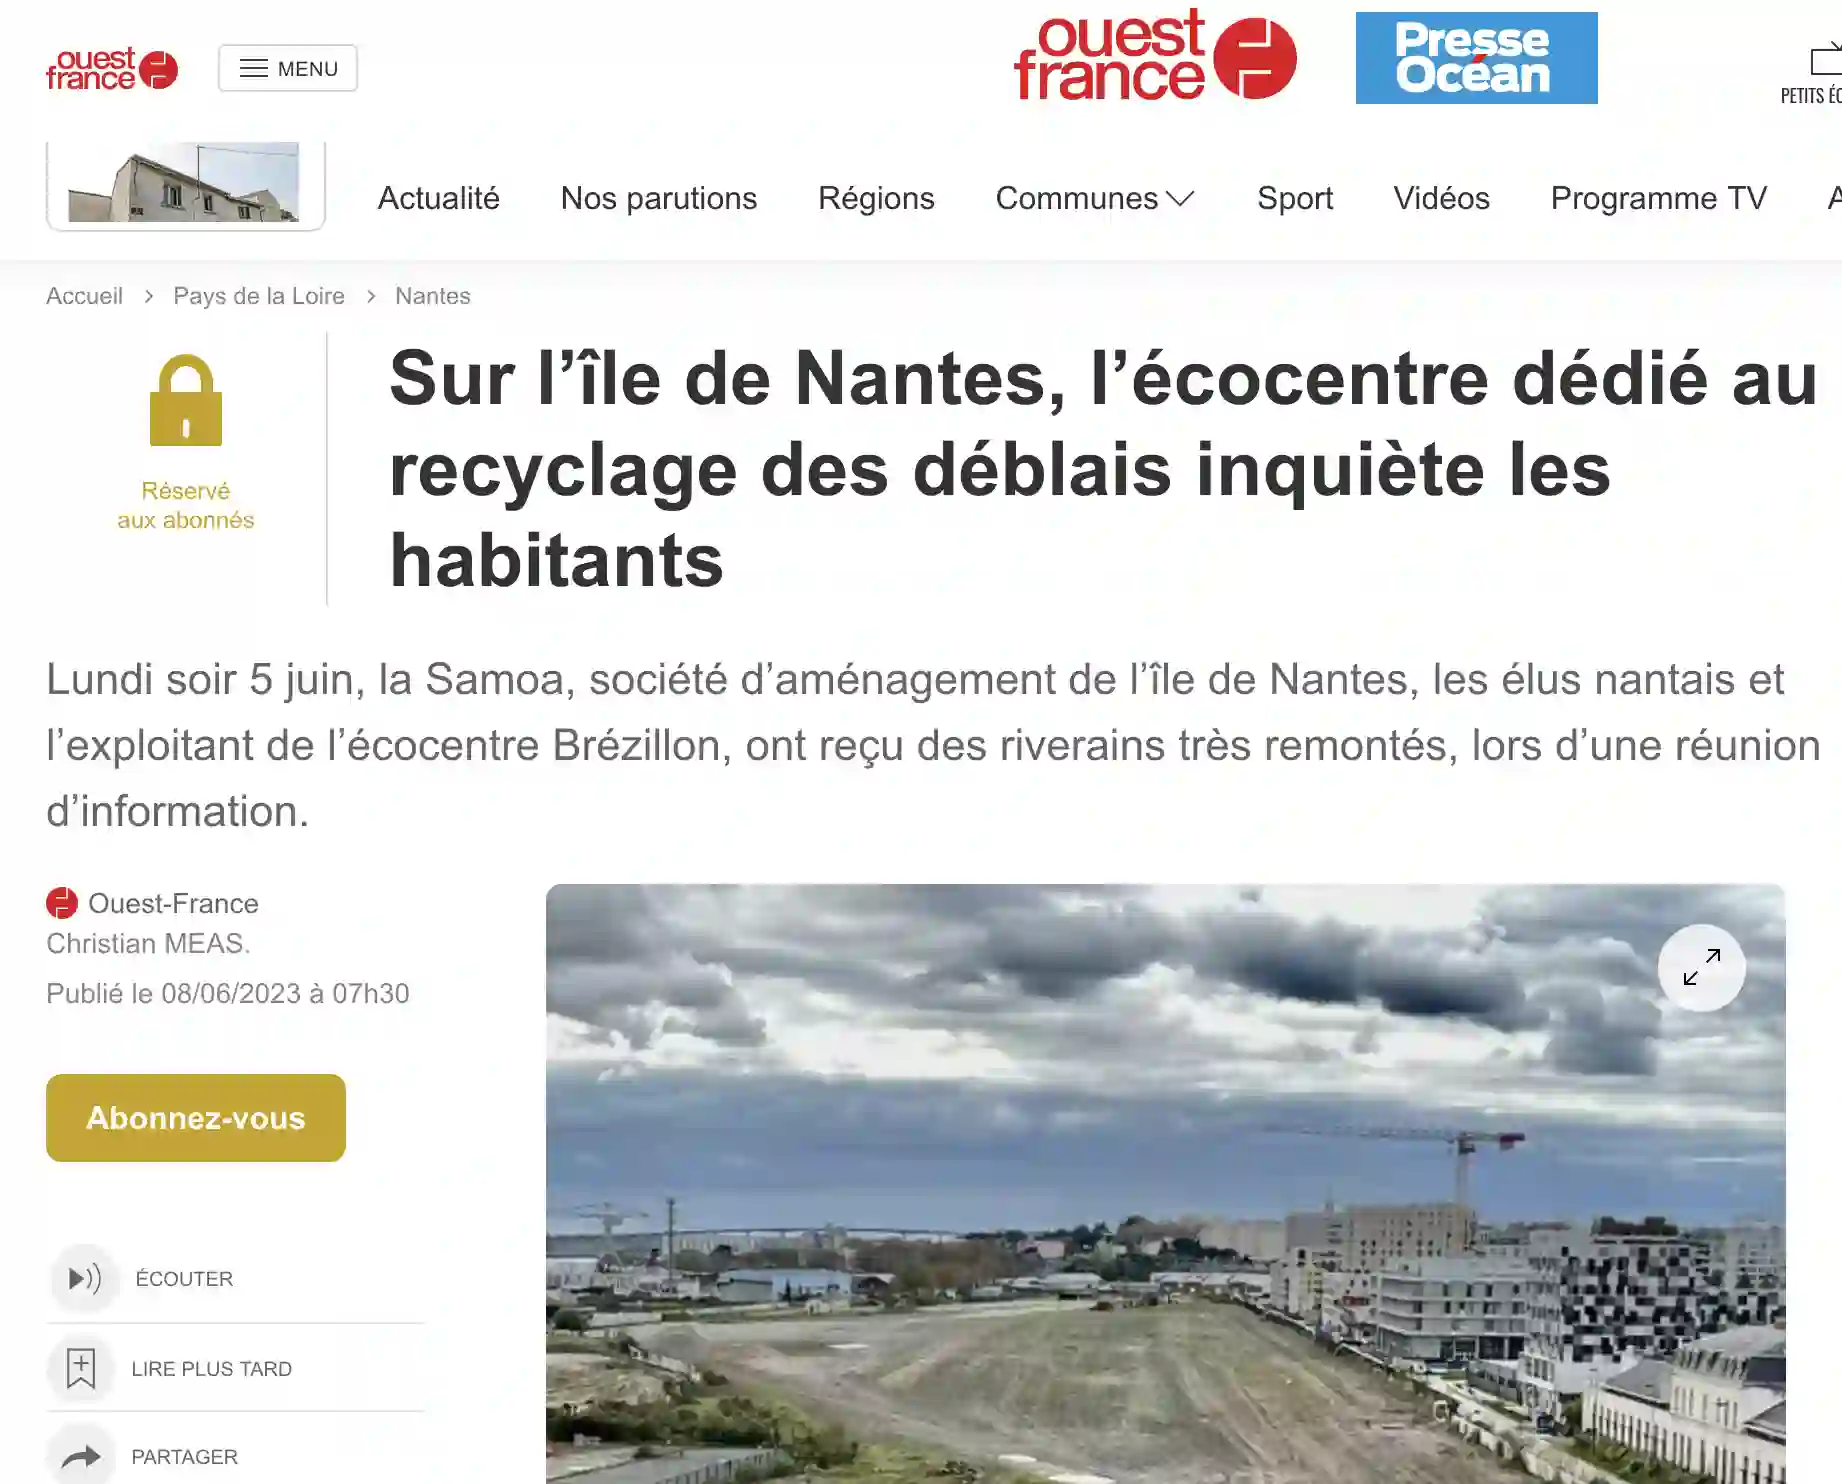 ouest
france
MENU
ouest
france
Presse
Océan
Actualité
Nos parutions
Régions
Communes
Sport
Vidéos
Programme TV
PETITS
Accueil > Pays de la Loire > Nantes
Réservé
aux abonnés
Sur l’île de Nantes, l’écocentre dédié au
recyclage des déblais inquiète les
habitants
Lundi soir 5 juin, la Samoa, société d’aménagement de l’île de Nantes, les élus nantais et
l’exploitant de l’écocentre Brézillon, ont reçu des riverains très remontés, lors d’une réunion
d’information.
Ouest-France
Christian MEAS.
Publié le 08/06/2023 à 07h30
Abonnez-vous
ÉCOUTER
LIRE PLUS TARD
PARTAGER